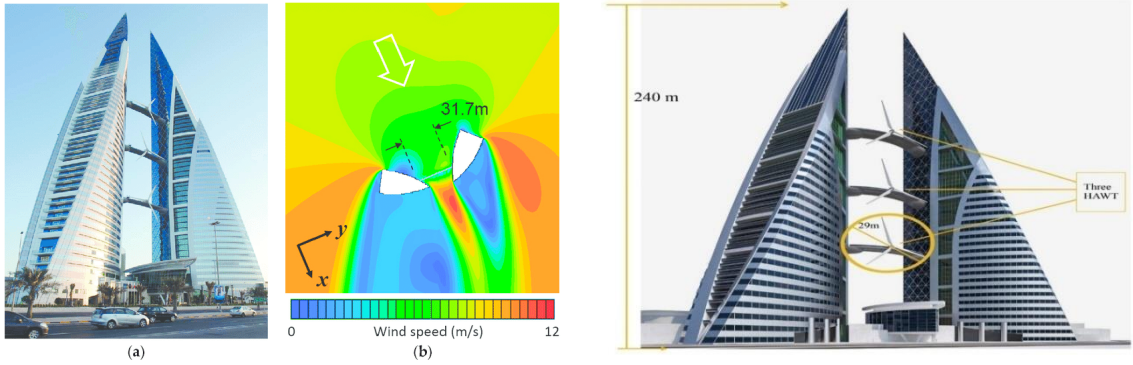 31.7m
y
x
0
Wind speed (m/s)
12
(a)
(b)
240 m
29m
Three
HAWT